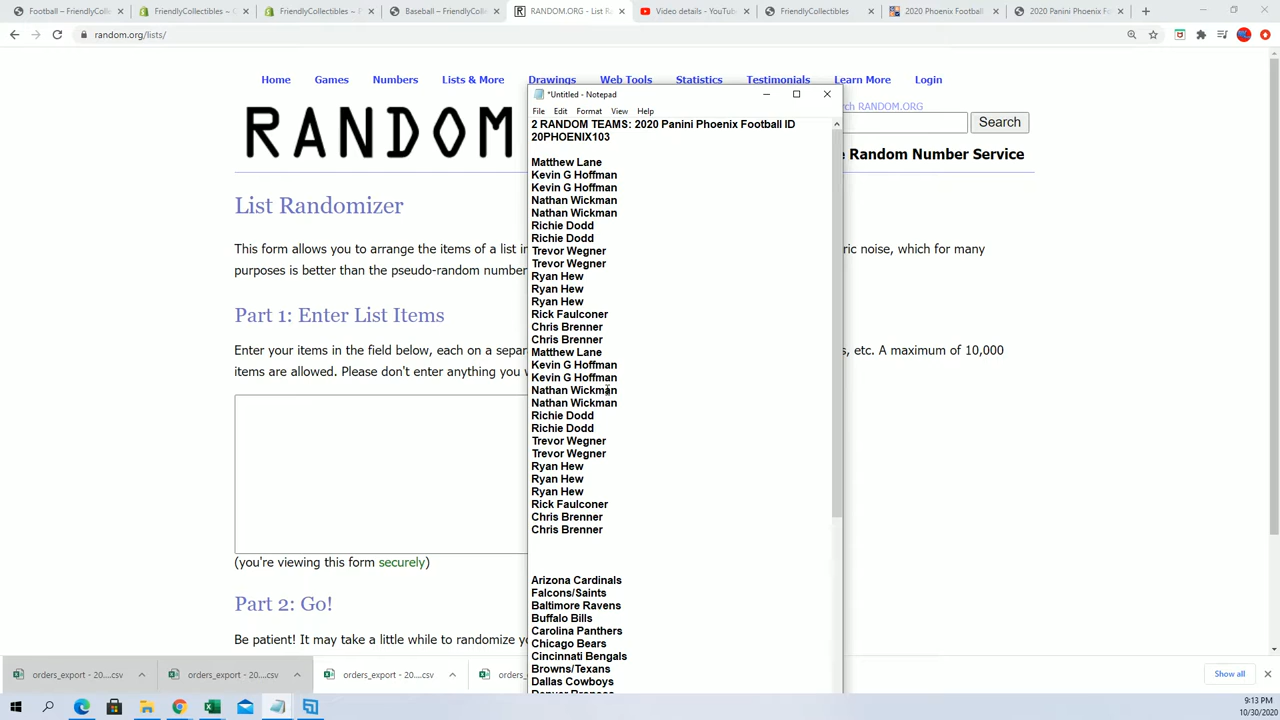 Football – FriendlyCollectibles – C
FriendlyCollectibles – C
FriendlyCollectibles –
Baseball – FriendlyCollec
RANDOM.ORG - List R
Video details - YouTube
FriendlyCollectibles
2020 Phoenix Football
2020 Panini Phoenix Fo
random.org/lists/
Home Games Numbers Lists & More Drawings Web Tools Statistics Testimonials Learn More Login
RANDOM
ch RANDOM.ORG
Search
e Random Number Service
*Untitled - Notepad
File Edit Format View Help
2 RANDOM TEAMS: 2020 Panini Phoenix Football ID
20PHOENIX103
Matthew Lane
Kevin G Hoffman
Kevin G Hoffman
Nathan Wickman
Nathan Wickman
Richie Dodd
Richie Dodd
Trevor Wegner
Trevor Wegner
Ryan Hew
Ryan Hew
Ryan Hew
Rick Faulconer
Chris Brenner
Chris Brenner
Matthew Lane
Kevin G Hoffman
Kevin G Hoffman
Nathan Wickman
Nathan Wickman
Richie Dodd
Richie Dodd
Trevor Wegner
Trevor Wegner
Ryan Hew
Ryan Hew
Ryan Hew
Rick Faulconer
Chris Brenner
Chris Brenner
Arizona Cardinals
Falcons/Saints
Baltimore Ravens
Buffalo Bills
Carolina Panthers
Chicago Bears
Cincinnati Bengals
Browns/Texans
Dallas Cowboys
Denver Broncos
List Randomizer
This form allows you to arrange the items of a list in
ric noise, which for many
purposes is better than the pseudo-random number
Part 1: Enter List Items
Enter your items in the field below, each on a sepa
s, etc. A maximum of 10,000
items are allowed. Please don't enter anything you w
(you're viewing this form securely)
Part 2: Go!
Be patient! It may take a little while to randomize yo
orders_export - 20....csv
orders_export - 20....csv
orders_export - 20....csv
orders_
Show all
9:13 PM
10/30/2020